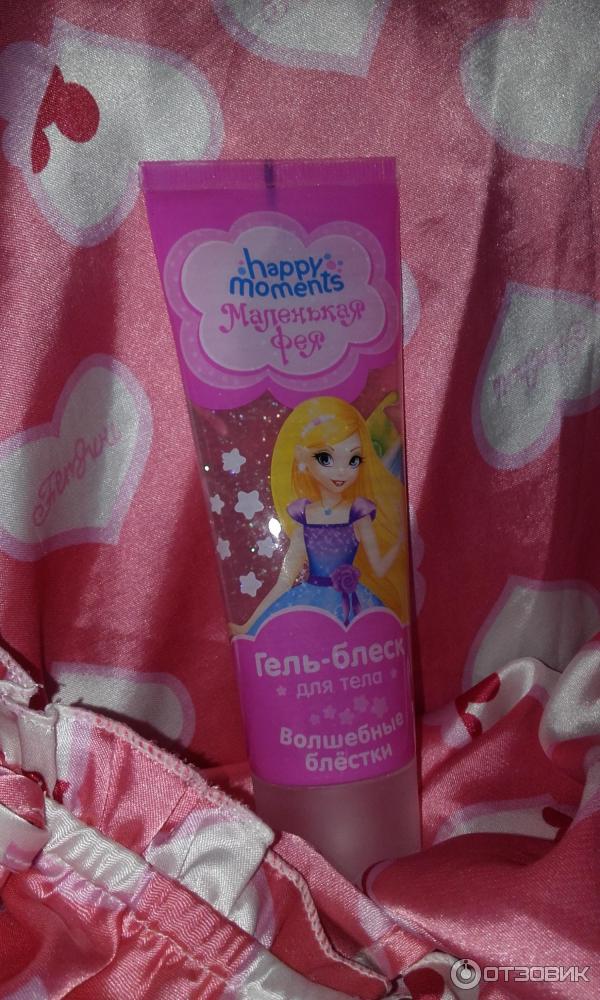 happy
moments
Маленькая
фея
Гель-блеск
для тела
Волшебные
блёстки
ОТЗОВИК